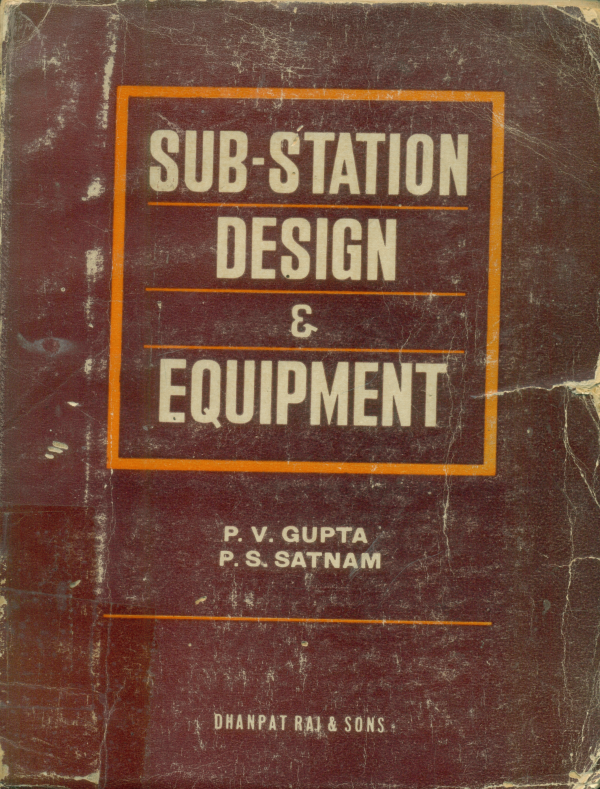 SUB-STATION
DESIGN
&
EQUIPMENT
P. V. GUPTA
P. S. SATNAM
DHANPAT RAI & SONS